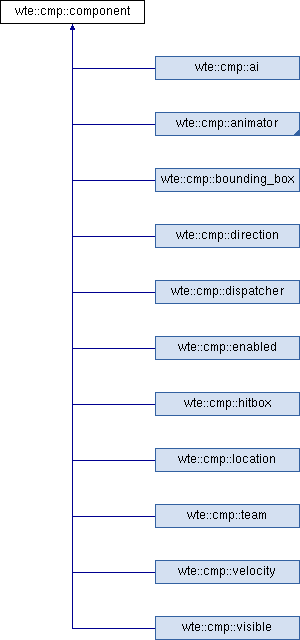 wte::cmp::component
wte::cmp::ai
wte::cmp::animator
wte::cmp::bounding_box
wte::cmp::direction
wte::cmp::dispatcher
wte::cmp::enabled
wte::cmp::hitbox
wte::cmp::location
wte::cmp::team
wte::cmp::velocity
wte::cmp::visible